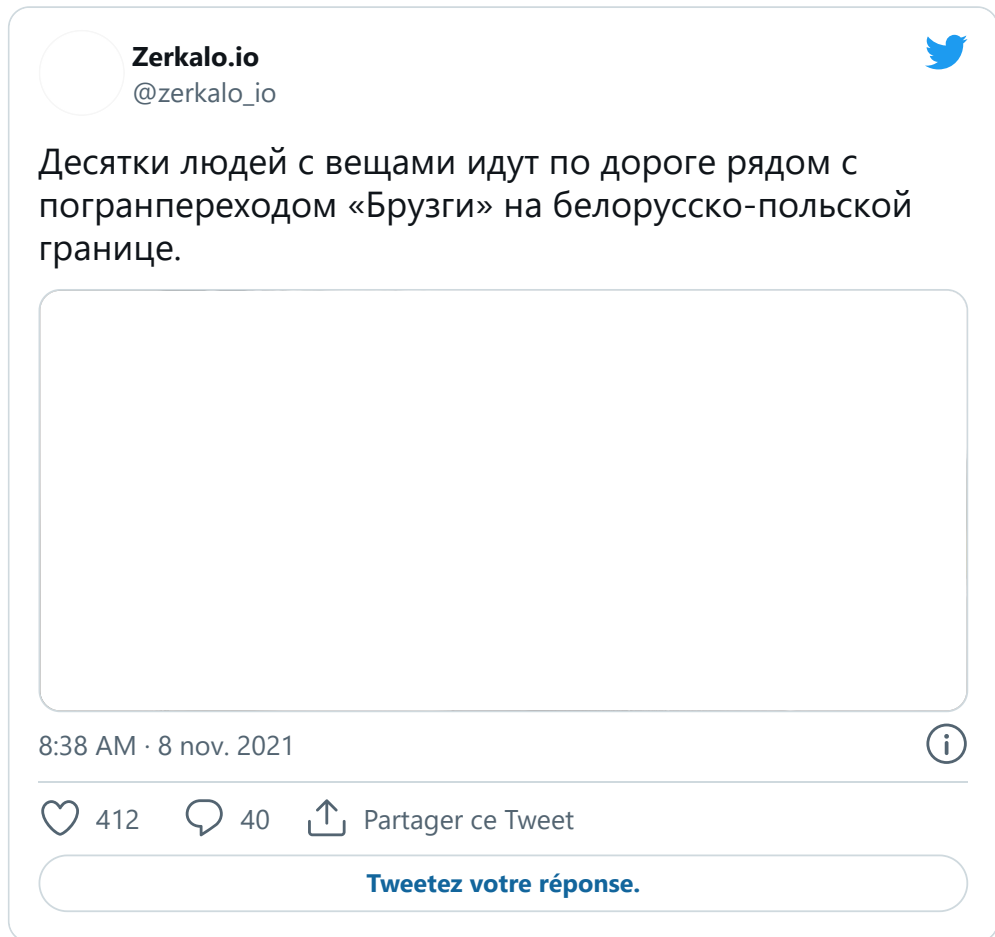 Zerkalo.io
@zerkalo_io
Десятки людей с вещами идут по дороге рядом с
погранпереходом «Брузги» на белорусско-польской
границе.
8:38 AM · 8 nov. 2021
412 40 Partager ce Tweet
Tweetez votre réponse.